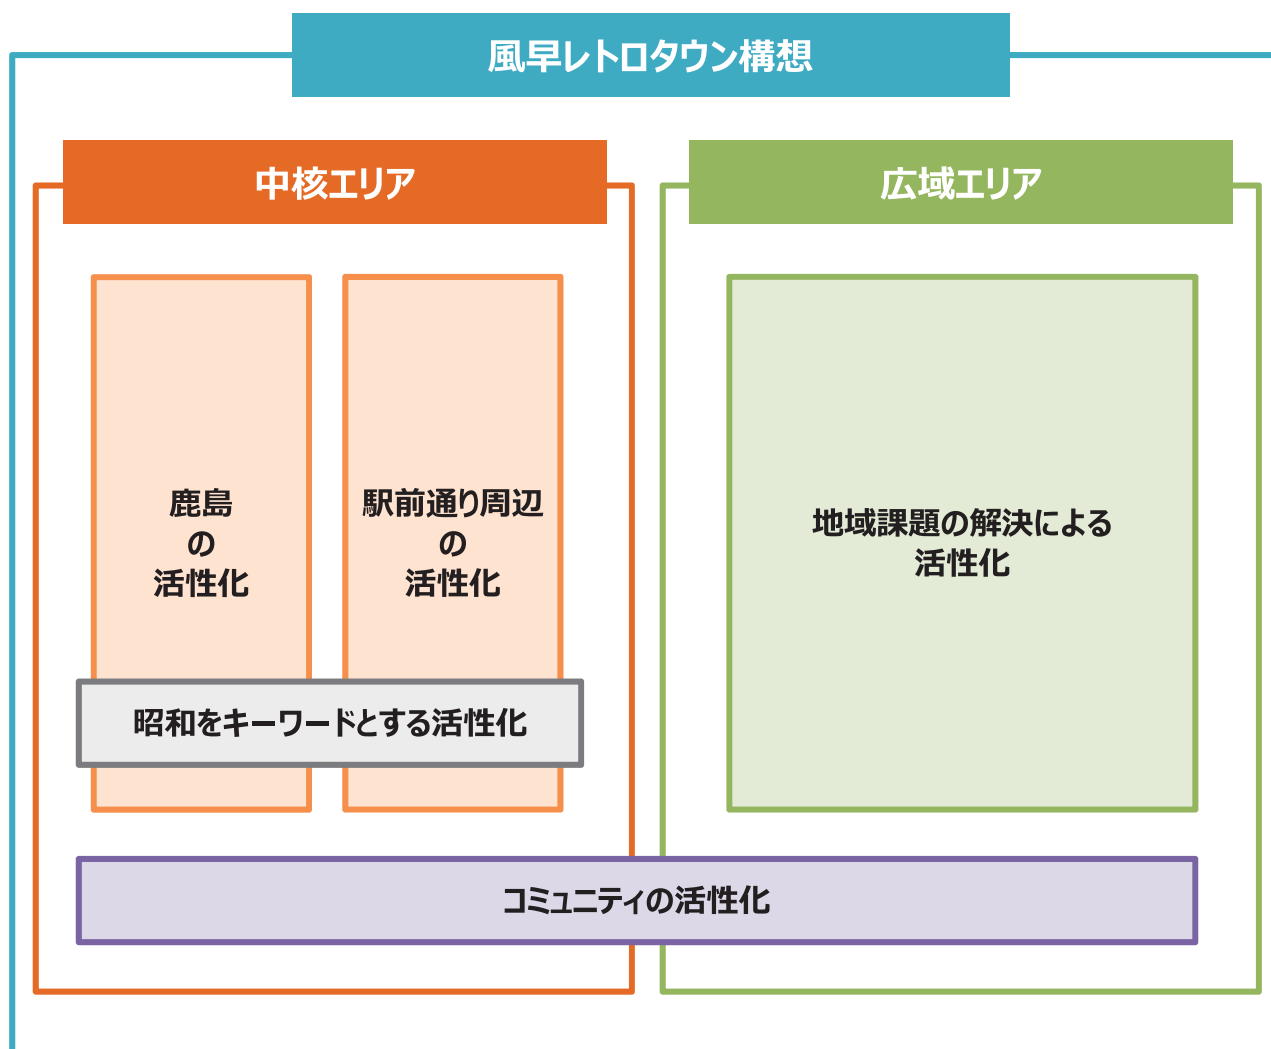 風早レトロタウン構想
中核エリア
広域エリア
鹿島
の
活性化
駅前通り周辺
の
活性化
地域課題の解決による
活性化
昭和をキーワードとする活性化
コミュニティの活性化